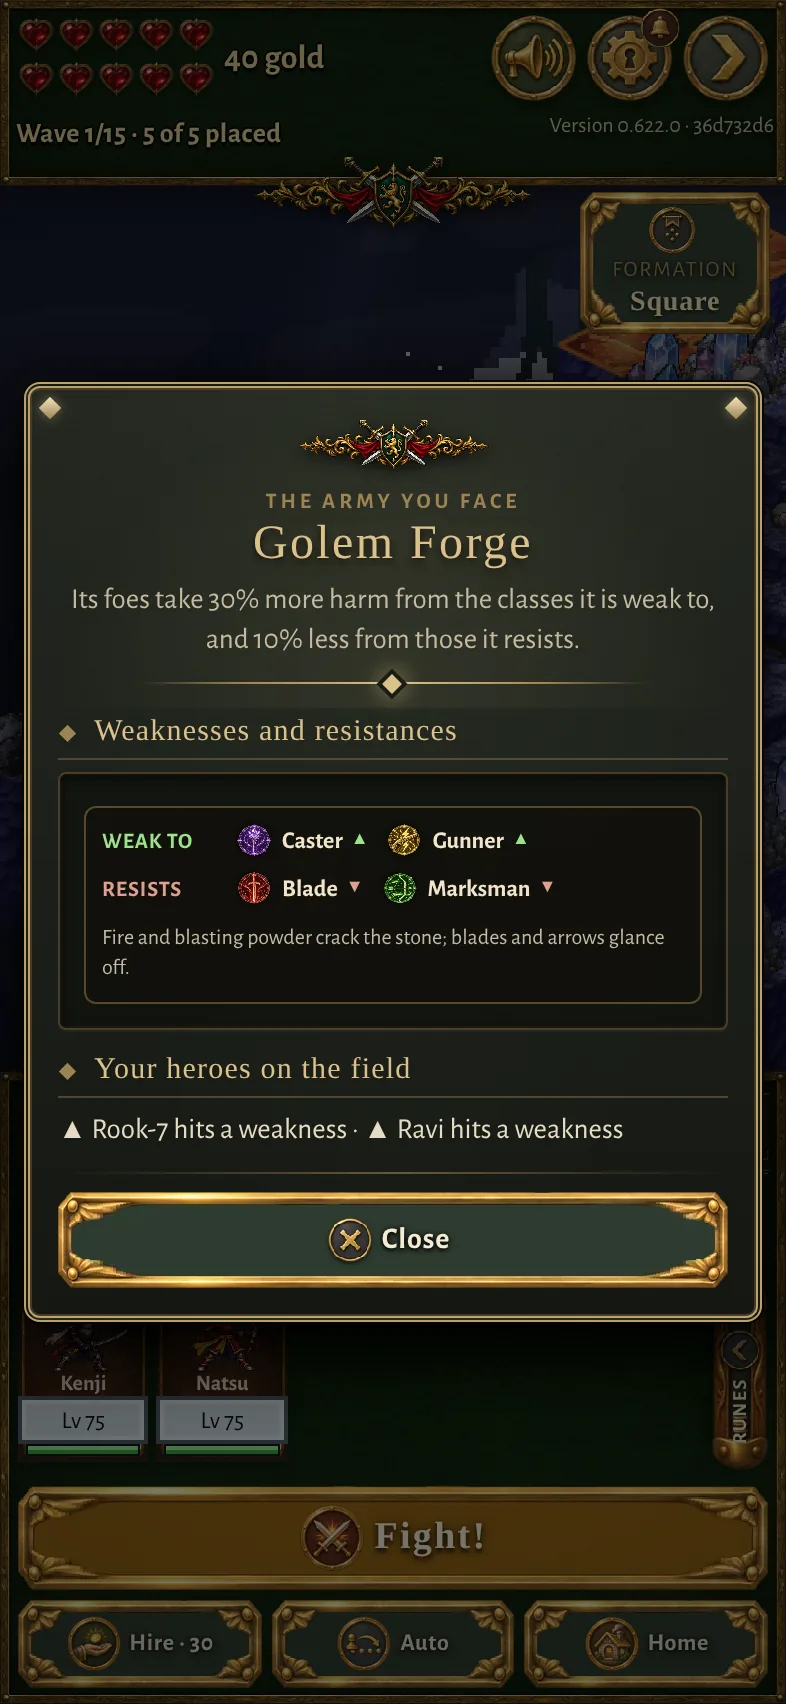 40 gold
Wave 1/15 · 5 of 5 placed
Version 0.622.0 · 36d732d6
FORMATION
Square
THE ARMY YOU FACE
Golem Forge
Its foes take 30% more harm from the classes it is weak to,
and 10% less from those it resists.
Weaknesses and resistances
WEAK TO Caster ▲ Gunner ▲
RESISTS Blade ▼ Marksman ▼
Fire and blasting powder crack the stone; blades and arrows glance
off.
Your heroes on the field
▲ Rook-7 hits a weakness · ▲ Ravi hits a weakness
Close
Kenji Natsu
Lv 75 Lv 75
RUNES
Fight!
Hire · 30 Auto Home